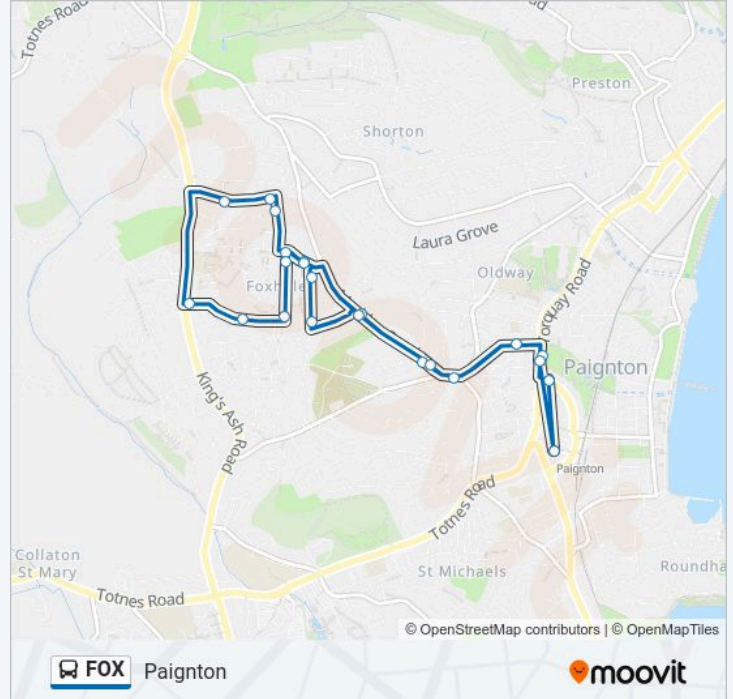 Totnes Road
Preston
Shorton
Laura Grove
Oldway
Foxhole
Torquay Road
Paignton
King's Ash Road
Paignton
Totnes Road
Collaton
St Mary
St Michaels
Roundha
Totnes Road
© OpenStreetMap contributors | © OpenMapTiles
FOX Paignton
moovit